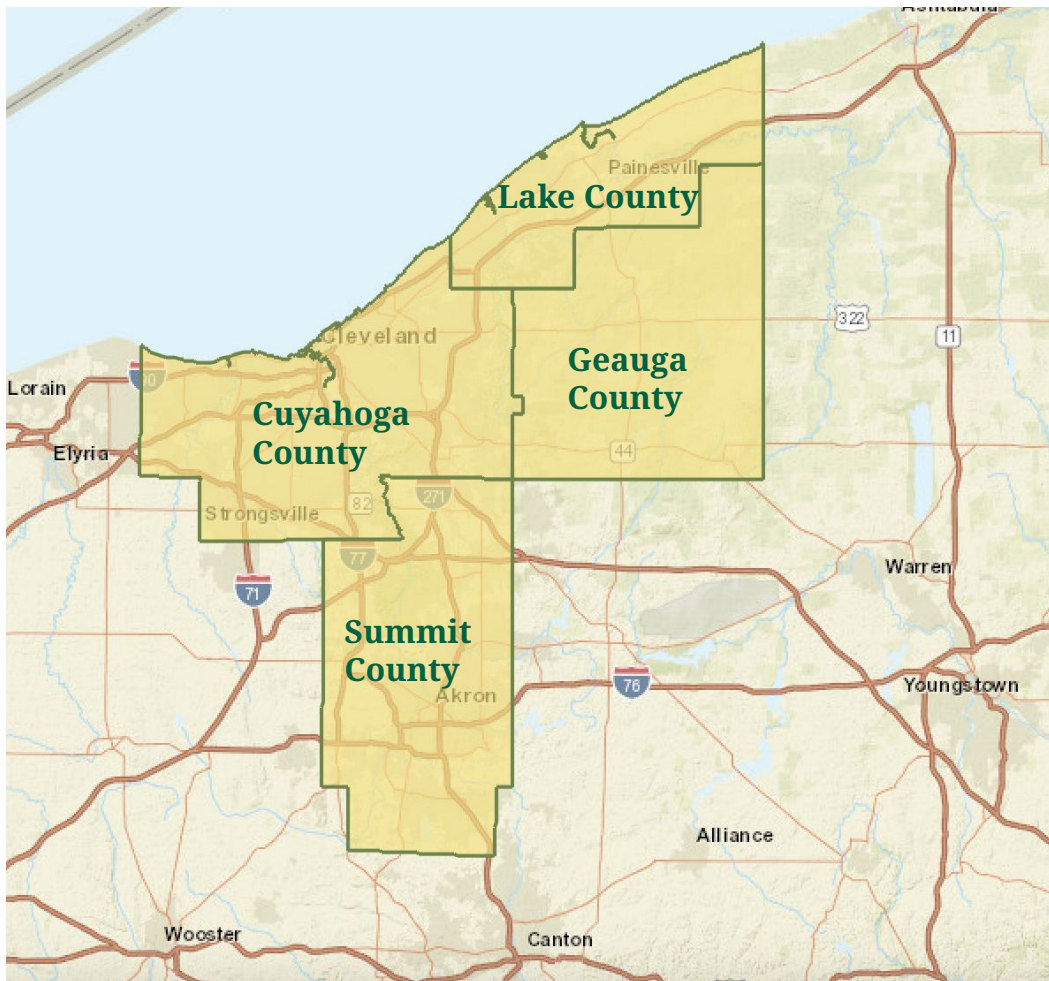 Ashtabula
Painesville
Lake County
Cleveland
322
11
Geauga
County
90
Lorain
Cuyahoga
County
Elyria
44
271
82
Strongsville
77
71
Warren
Summit
County
76
Akron
Youngstown
Alliance
Wooster
Canton